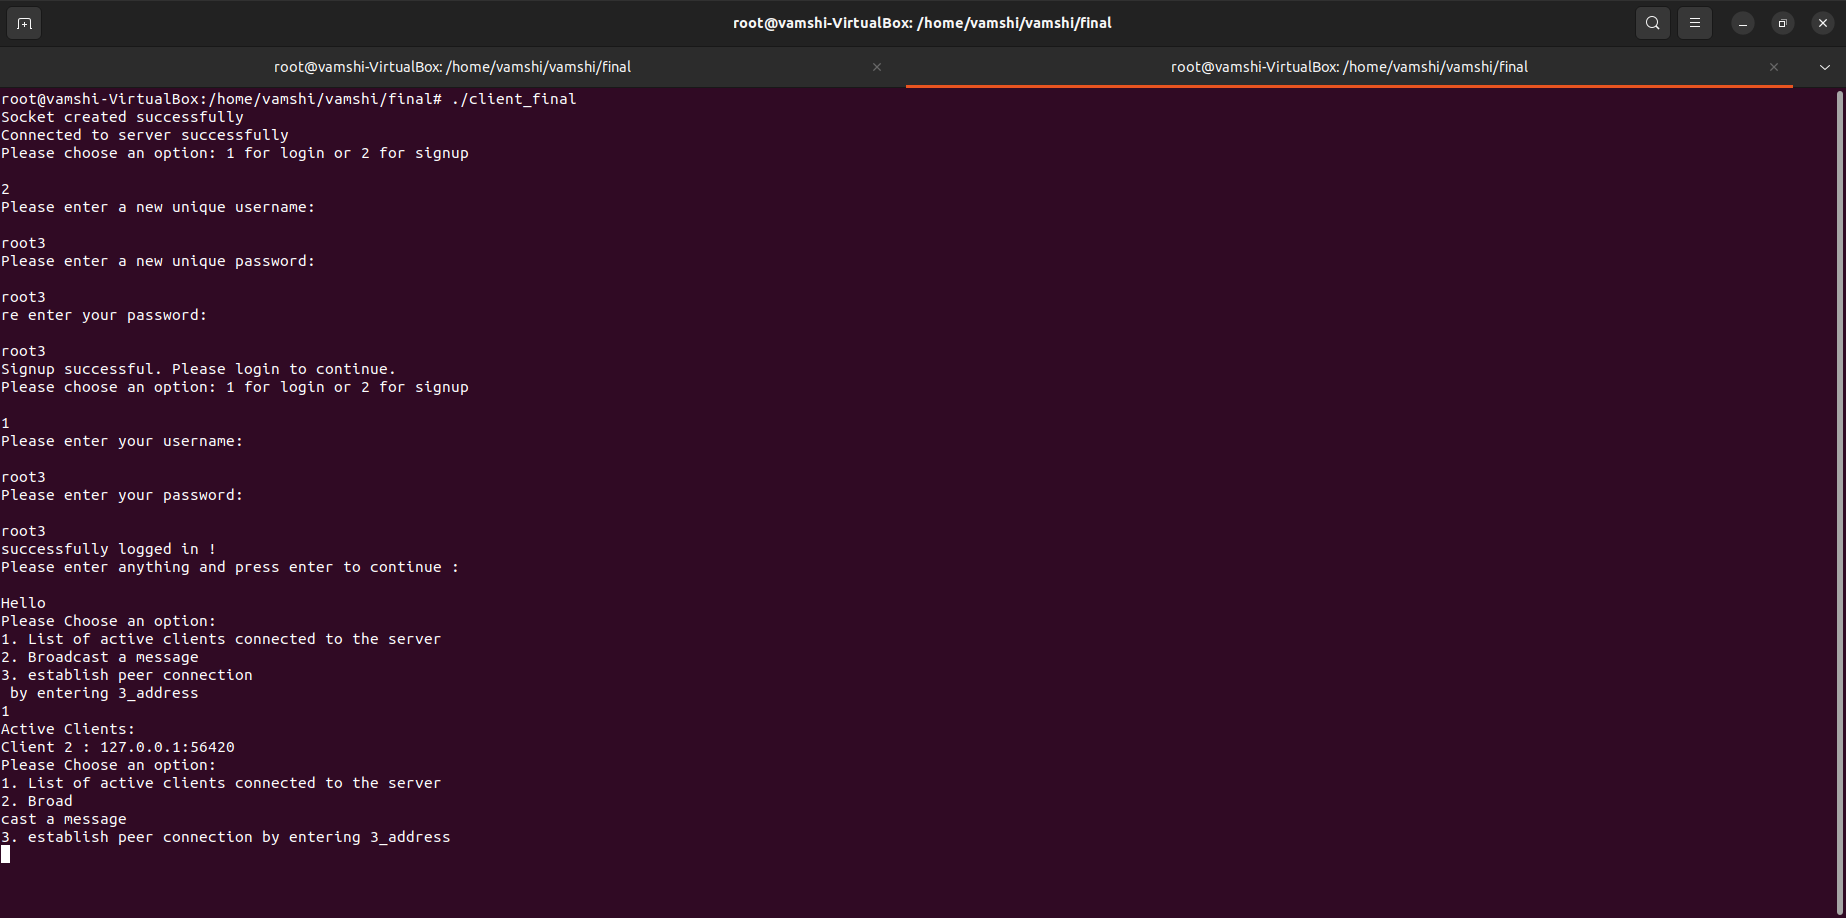 root@vamshi-VirtualBox: /home/vamshi/vamshi/final
root@vamshi-VirtualBox: /home/vamshi/vamshi/final
root@vamshi-VirtualBox: /home/vamshi/vamshi/final
root@vamshi-VirtualBox:/home/vamshi/vamshi/final# ./client_final
Socket created successfully
Connected to server successfully
Please choose an option: 1 for login or 2 for signup
2
Please enter a new unique username:
root3
Please enter a new unique password:
root3
re enter your password:
root3
Signup successful. Please login to continue.
Please choose an option: 1 for login or 2 for signup
1
Please enter your username:
root3
Please enter your password:
root3
successfully logged in !
Please enter anything and press enter to continue :
Hello
Please Choose an option:
1. List of active clients connected to the server
2. Broadcast a message
3. establish peer connection
 by entering 3_address
1
Active Clients:
Client 2 : 127.0.0.1:56420
Please Choose an option:
1. List of active clients connected to the server
2. Broad
cast a message
3. establish peer connection by entering 3_address